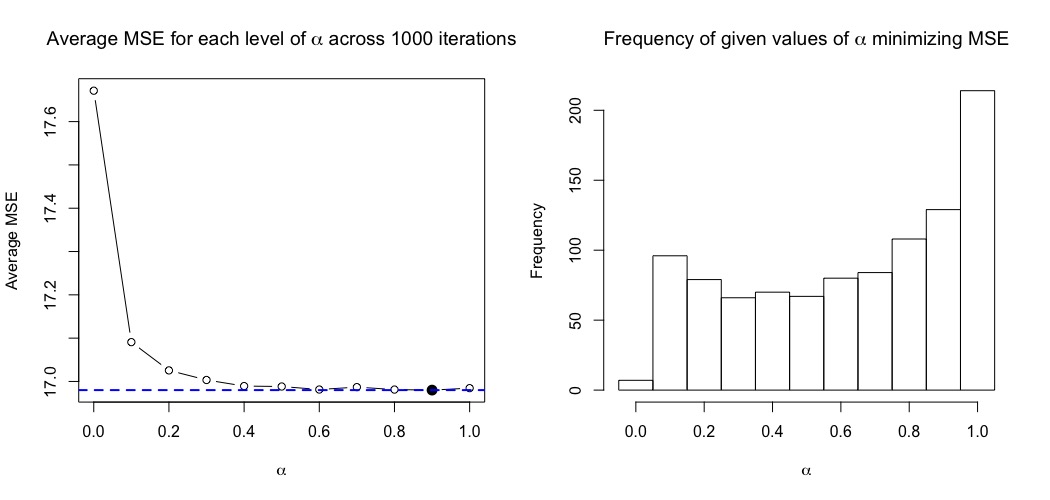 Average MSE for each level of α across 1000 iterations
Average MSE
17.6
17.4
17.2
17.0
0.0 0.2 0.4 0.6 0.8 1.0
α
Frequency of given values of α minimizing MSE
Frequency
200
150
100
50
0
0.0 0.2 0.4 0.6 0.8 1.0
α